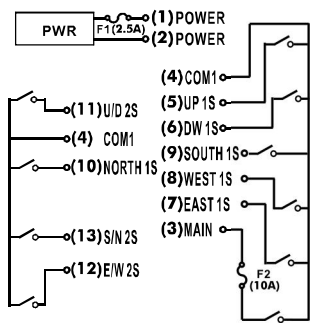 PWR
F1(2.5A)
(1)POWER
(2)POWER
(4)COM1
(5)UP 1S
(6)DW 1S
(9)SOUTH 1S
(8)WEST 1S
(7)EAST 1S
(3)MAIN
F2
(10A)
(11)U/D 2S
(4) COM1
(10)NORTH 1S
(13)S/N 2S
(12)E/W 2S